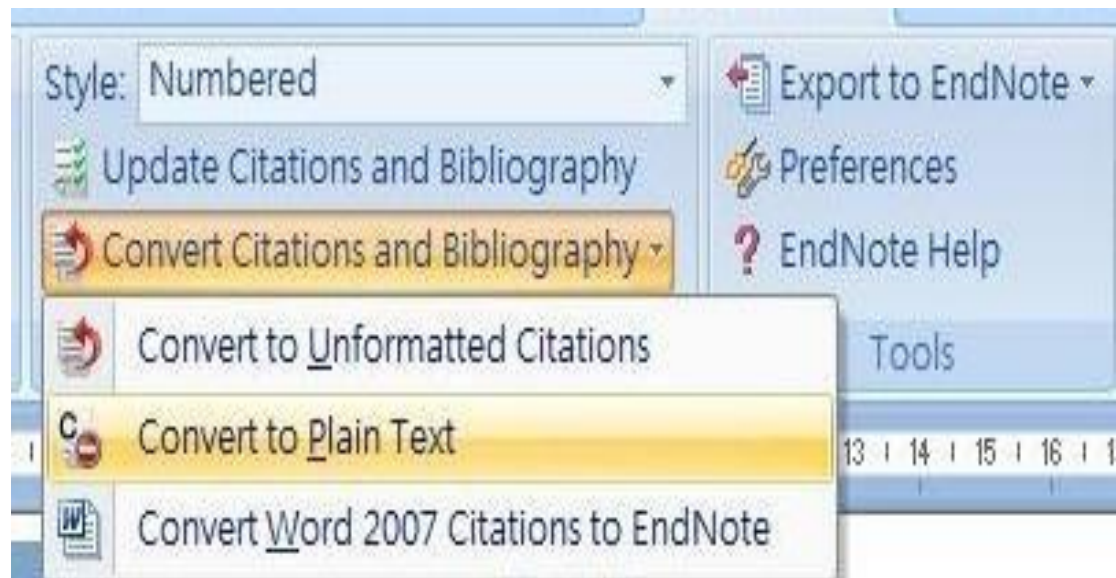 Style: Numbered
Update Citations and Bibliography
Convert Citations and Bibliography
Convert to Unformatted Citations
Convert to Plain Text
Convert Word 2007 Citations to EndNote
Export to EndNote
Preferences
? EndNote Help
Tools
13 14 15 16 1